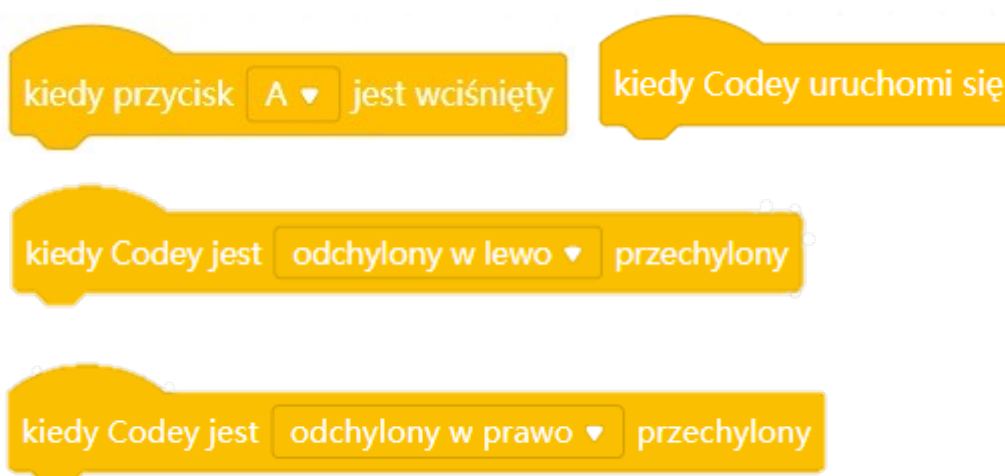 kiedy przycisk A jest wciśnięty
kiedy Codey uruchomi się
kiedy Codey jest odchylony w lewo przechylony
kiedy Codey jest odchylony w prawo przechylony